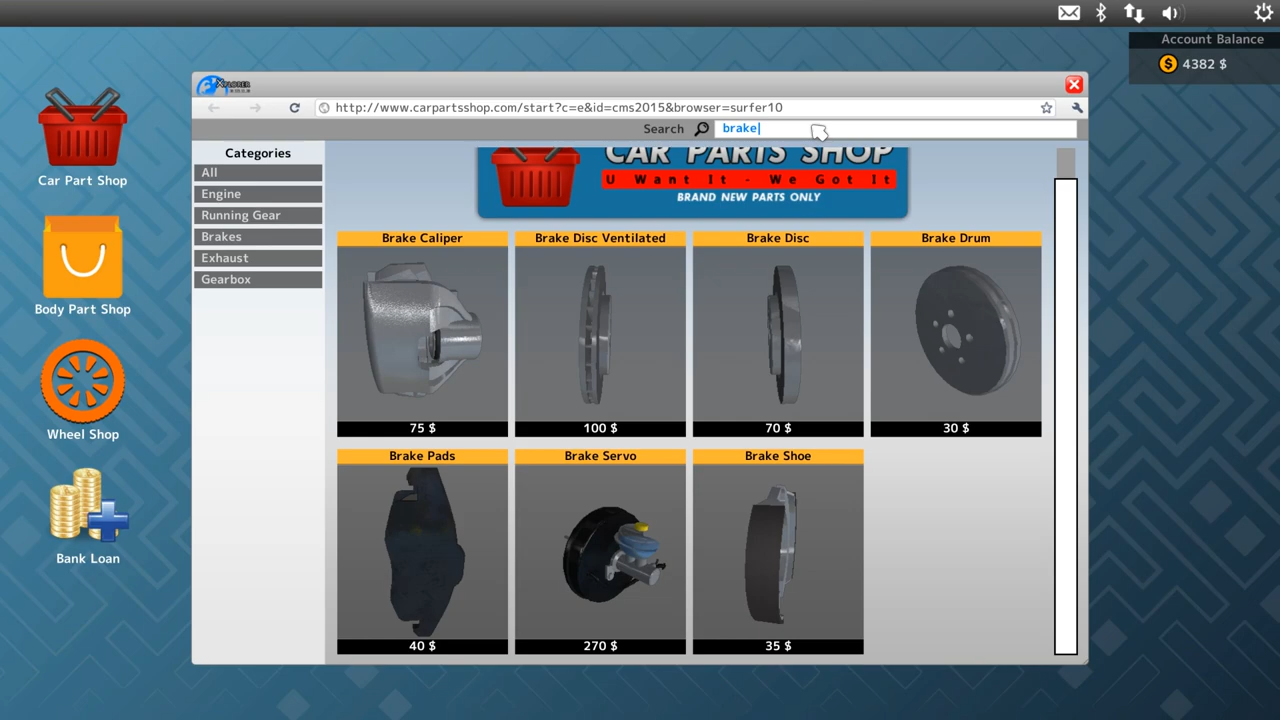 Account Balance
4382 $
XPLORER
http://www.carpartsshop.com/start?c=e&id=cms2015&browser=surfer10
Search
brake
Car Part Shop
Body Part Shop
Wheel Shop
Bank Loan
Categories
All
Engine
Running Gear
Brakes
Exhaust
Gearbox
CAR PARTS SHOP
U Want It - We Got It
BRAND NEW PARTS ONLY
Brake Caliper
75 $
Brake Disc Ventilated
100 $
Brake Disc
70 $
Brake Drum
30 $
Brake Pads
40 $
Brake Servo
270 $
Brake Shoe
35 $